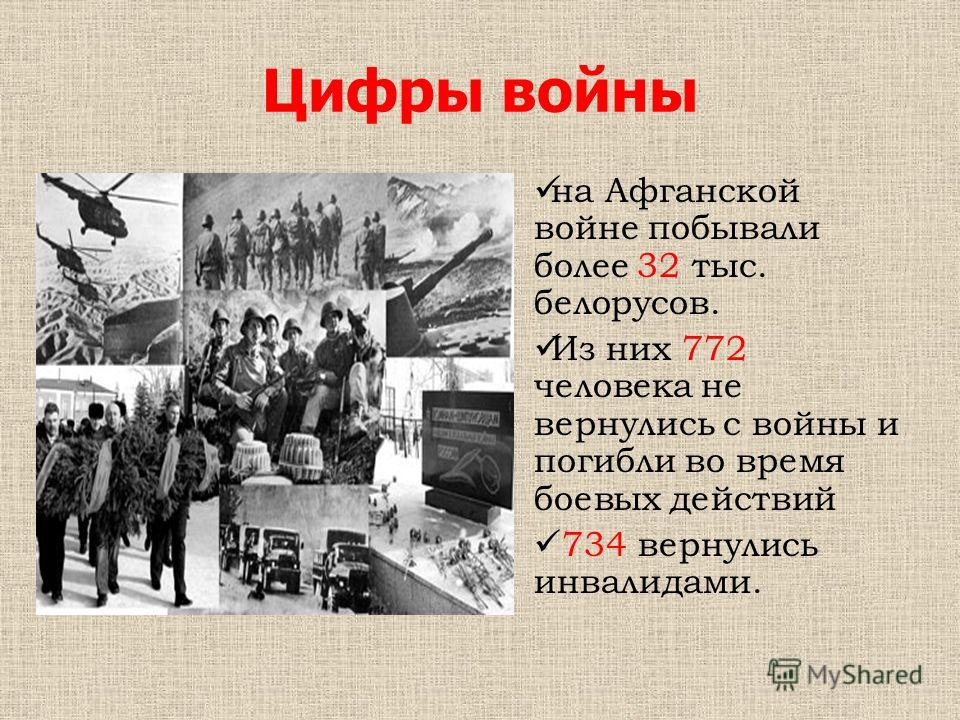 Цифры войны
✓на Афганской
войне побывали
более 32 тыс.
белорусов.
✓Из них 772
человека не
вернулись с войны и
погибли во время
боевых действий
✓ 734 вернулись
инвалидами.
MyShared